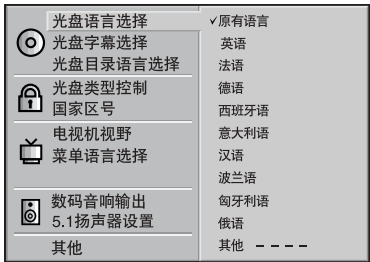 光盘语言选择
光盘字幕选择
光盘目录语言选择
光盘类型控制
国家区号
电视机视野
菜单语言选择
数码音响输出
5.1扬声器设置
其他
✓原有语言
英语
法语
德语
西班牙语
意大利语
汉语
波兰语
匈牙利语
俄语
其他 – – – –